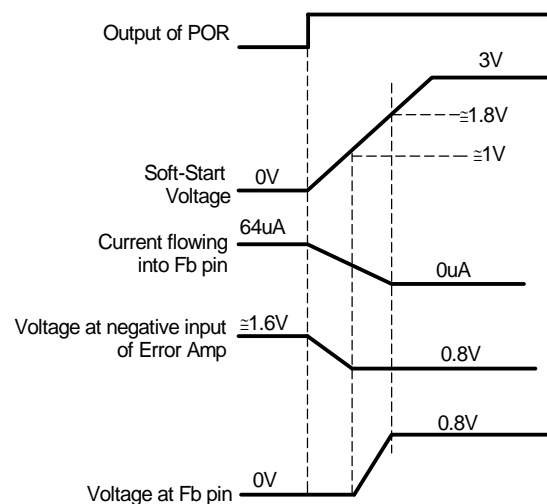 Output of POR
3V
≅1.8V
≅1V
Soft-Start
Voltage
0V
64uA
Current flowing
into Fb pin
0uA
≅1.6V
Voltage at negative input
of Error Amp
0.8V
0.8V
0V
Voltage at Fb pin